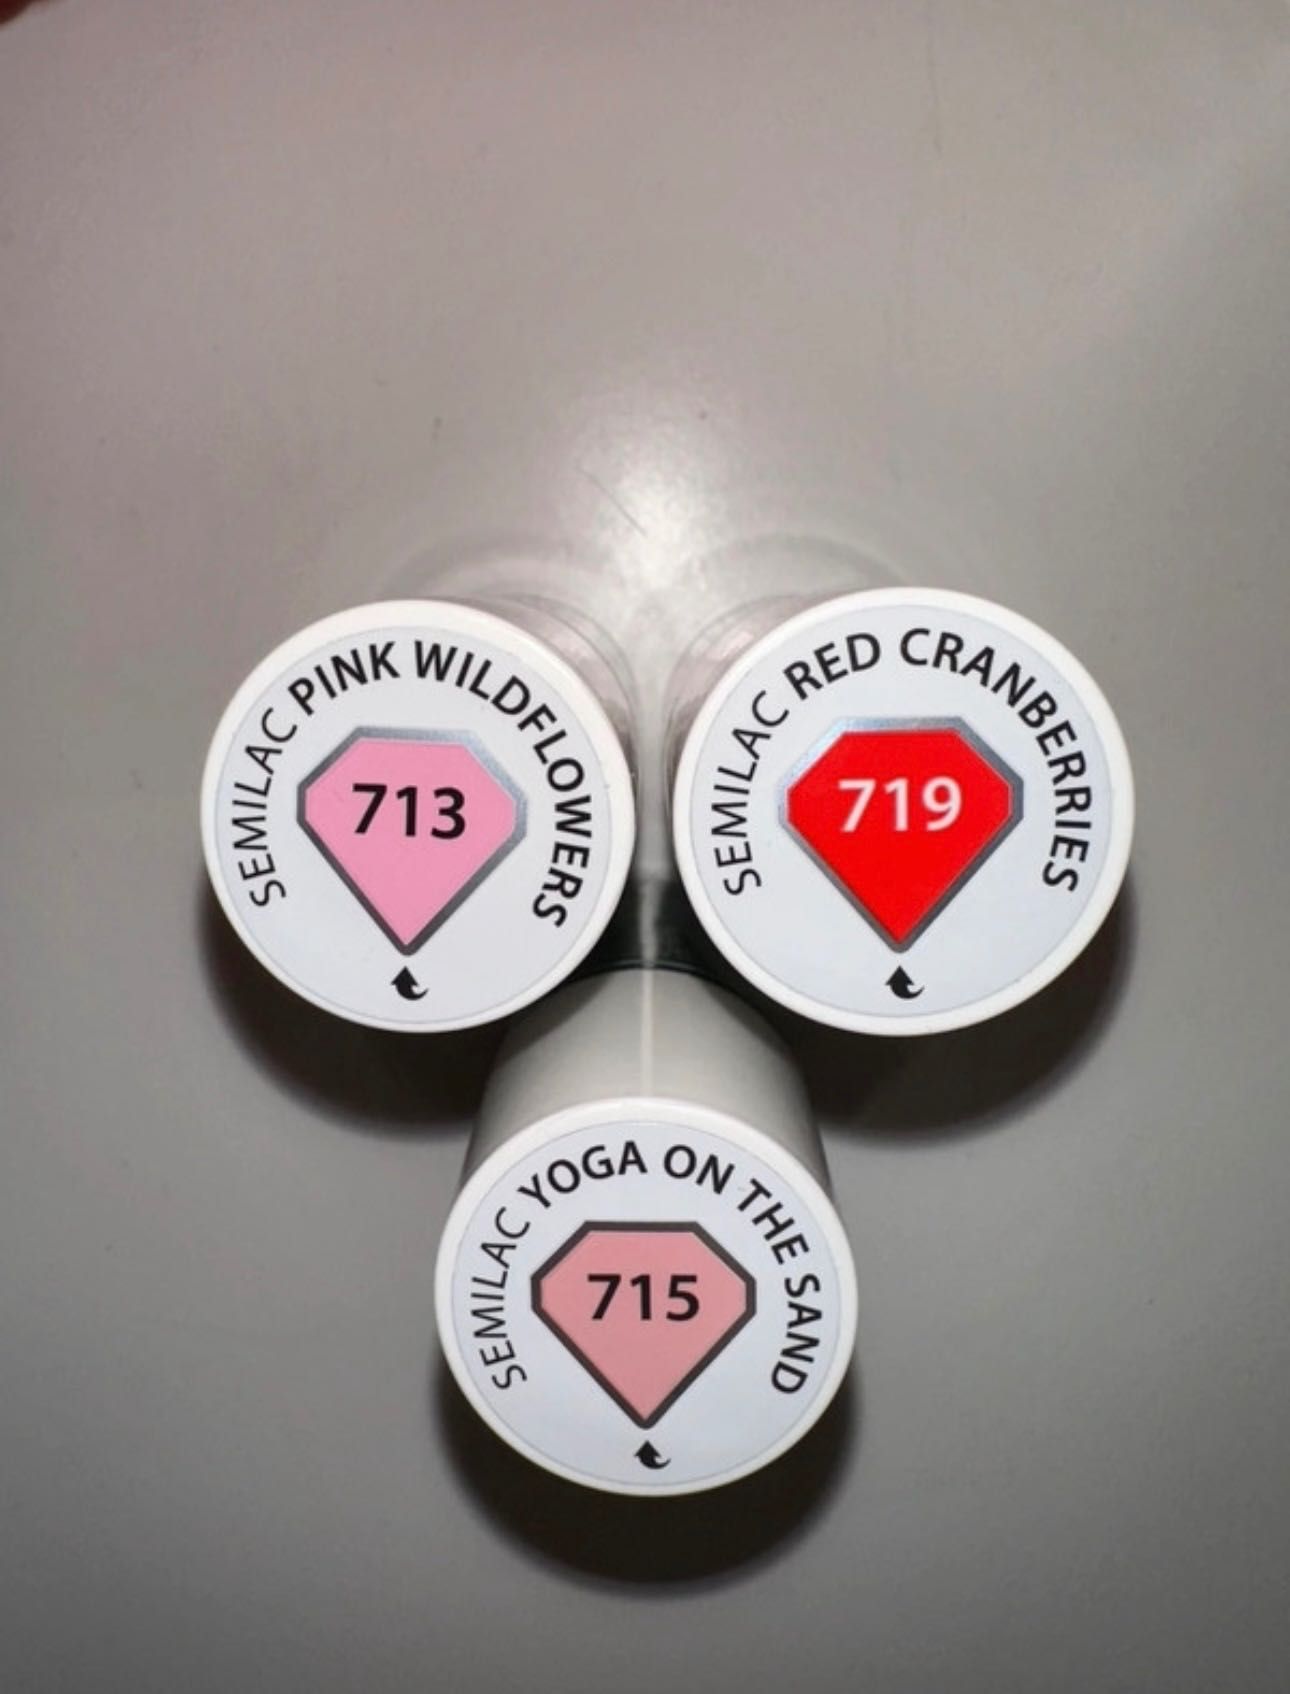 SEMILAC PINK WILDFLOWERS
713
SEMILAC RED CRANBERRIES
719
SEMILAC YOGA ON THE SAND
715